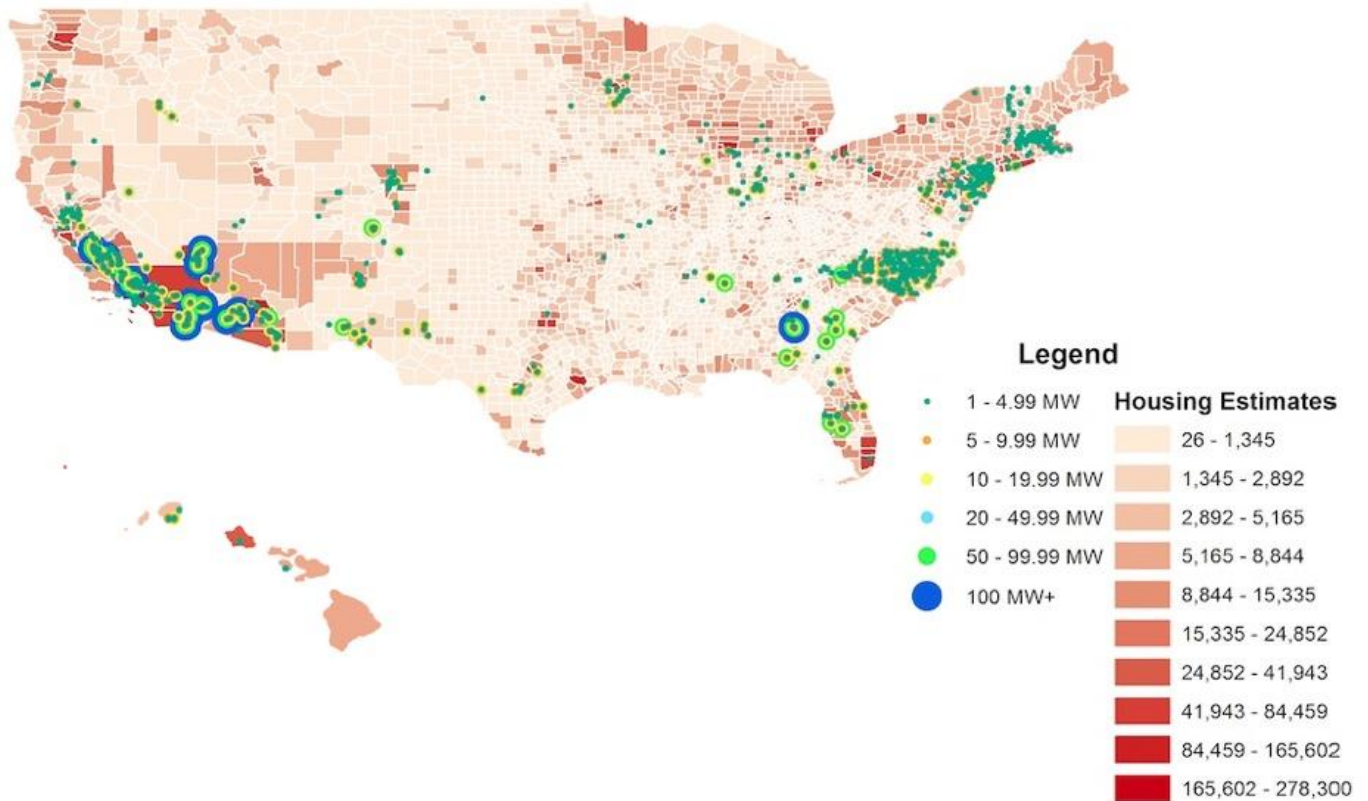 Legend
1 - 4.99 MW
5 - 9.99 MW
10 - 19.99 MW
20 - 49.99 MW
50 - 99.99 MW
100 MW+
Housing Estimates
26 - 1,345
1,345 - 2,892
2,892 - 5,165
5,165 - 8,844
8,844 - 15,335
15,335 - 24,852
24,852 - 41,943
41,943 - 84,459
84,459 - 165,602
165,602 - 278,300